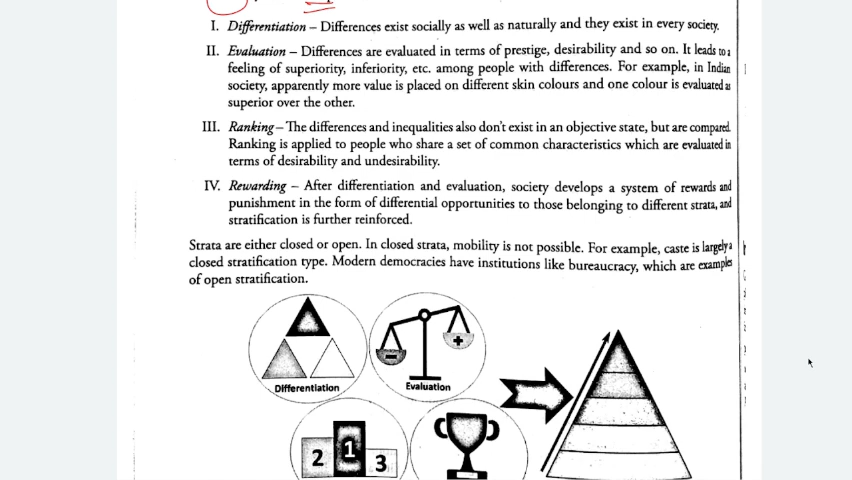 I. Differentiation – Differences exist socially as well as naturally and they exist in every society.
II. Evaluation – Differences are evaluated in terms of prestige, desirability and so on. It leads to a
feeling of superiority, inferiority, etc. among people with differences. For example, in Indian
society, apparently more value is placed on different skin colours and one colour is evaluated as
superior over the other.
III. Ranking – The differences and inequalities also don't exist in an objective state, but are compared.
Ranking is applied to people who share a set of common characteristics which are evaluated in
terms of desirability and undesirability.
IV. Rewarding – After differentiation and evaluation, society develops a system of rewards and
punishment in the form of differential opportunities to those belonging to different strata, and
stratification is further reinforced.
Strata are either closed or open. In closed strata, mobility is not possible. For example, caste is largely a
closed stratification type. Modern democracies have institutions like bureaucracy, which are examples
of open stratification.
Differentiation
Evaluation
- +
2 1 3